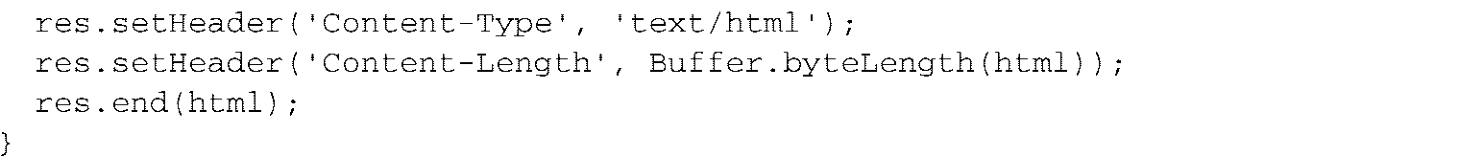 res.setHeader('Content-Type', 'text/html');
res.setHeader('Content-Length', Buffer.byteLength(html));
res.end(html);
}